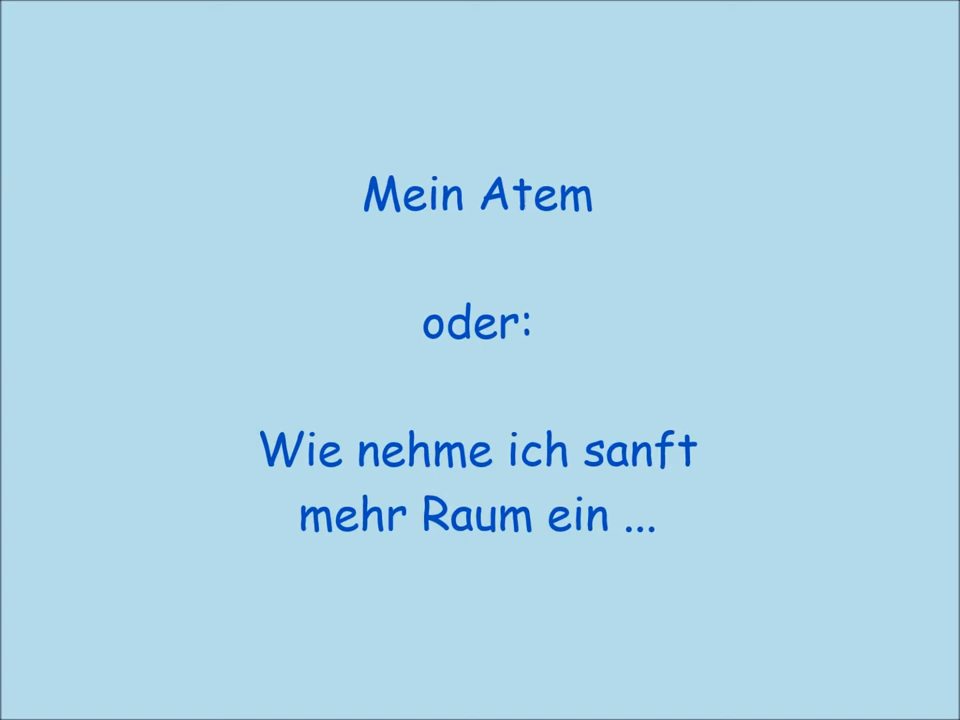 Mein Atem
oder:
Wie nehme ich sanft
mehr Raum ein ...